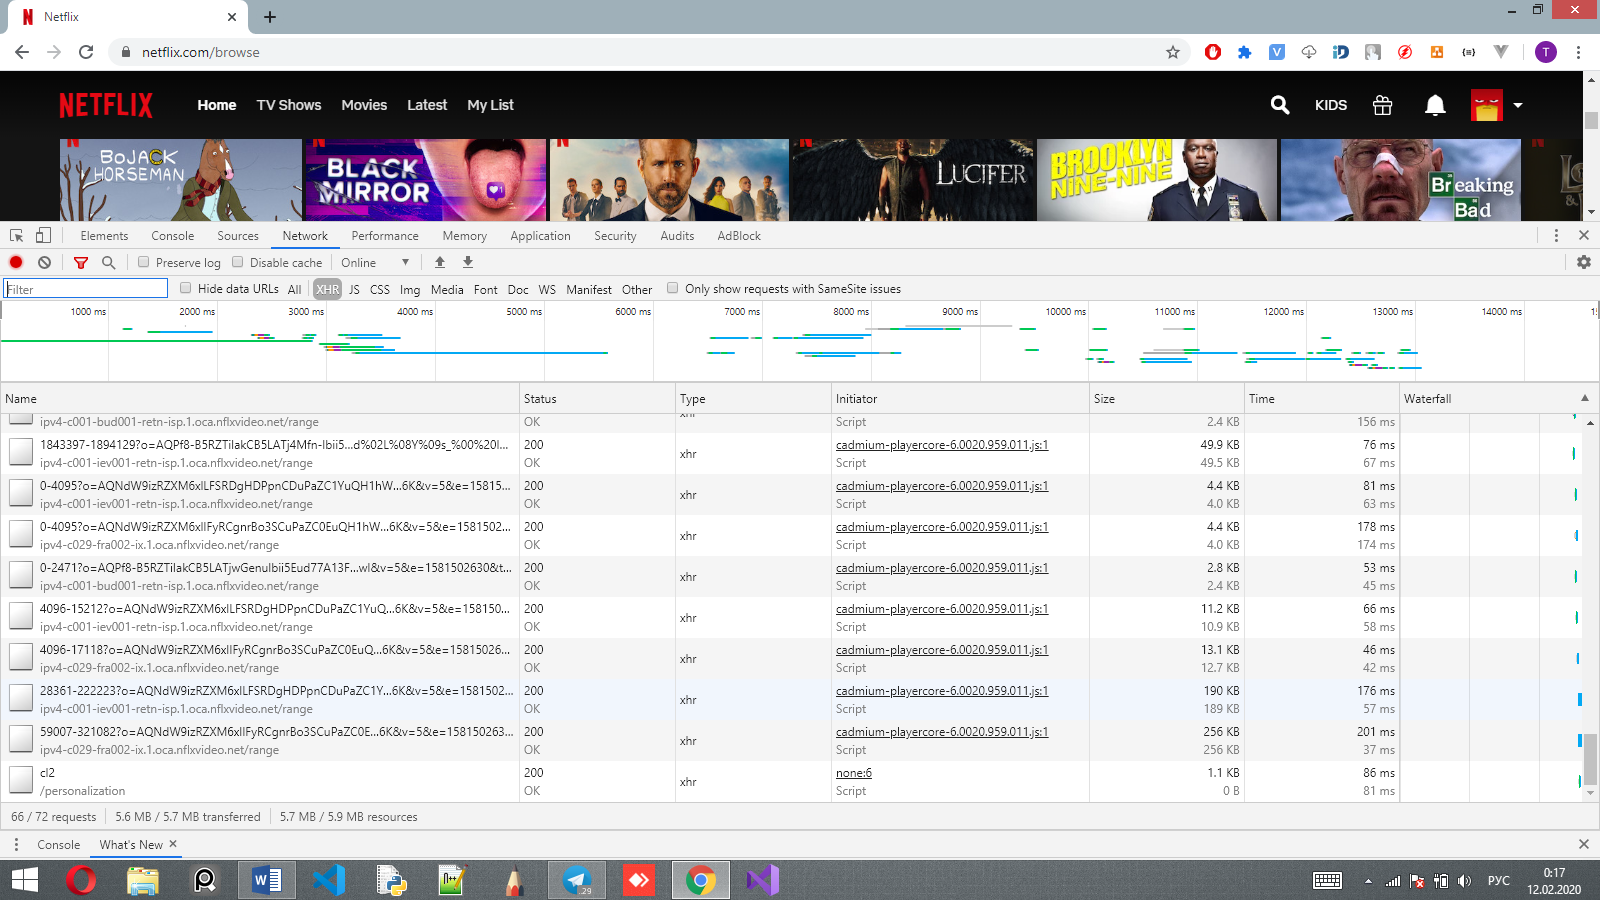 Netflix
netflix.com/browse
T
NETFLIX Home TV Shows Movies Latest My List KIDS
BOJACK HORSEMAN
BLACK MIRROR
1
LUCIFER
BROOKLYN NINE-NINE
Breaking Bad
Elements Console Sources Network Performance Memory Application Security Audits AdBlock
Preserve log Disable cache Online
Filter Hide data URLs All XHR JS CSS Img Media Font Doc WS Manifest Other Only show requests with SameSite issues
1000 ms 2000 ms 3000 ms 4000 ms 5000 ms 6000 ms 7000 ms 8000 ms 9000 ms 10000 ms 11000 ms 12000 ms 13000 ms 14000 ms
Name Status Type Initiator Size Time Waterfall
ipv4-c001-bud001-retn-isp.1.oca.nflxvideo.net/range OK xhr Script 2.4 KB 156 ms
1843397-1894129?o=AQPf8-B5RZTiIakCB5LATj4Mfn-Ibii5...d%02L%08Y%09s_%00%20I... 200 xhr cadmium-playercore-6.0020.959.011.js:1 49.9 KB 76 ms
ipv4-c001-iev001-retn-isp.1.oca.nflxvideo.net/range OK Script 49.5 KB 67 ms
0-4095?o=AQNdW9izRZXM6xILFSRDgHDPpnCDuPaZC1YuQH1hW...6K&v=5&e=15815... 200 xhr cadmium-playercore-6.0020.959.011.js:1 4.4 KB 81 ms
ipv4-c001-iev001-retn-isp.1.oca.nflxvideo.net/range OK Script 4.0 KB 63 ms
0-4095?o=AQNdW9izRZXM6xIIFyRCgnrBo3SCuPaZC0EuQH1hW...6K&v=5&e=1581502... 200 xhr cadmium-playercore-6.0020.959.011.js:1 4.4 KB 178 ms
ipv4-c029-fra002-ix.1.oca.nflxvideo.net/range OK Script 4.0 KB 174 ms
0-2471?o=AQPf8-B5RZTiIakCB5LATjwGenuIbii5Eud77A13F...wI&v=5&e=1581502630&t... 200 xhr cadmium-playercore-6.0020.959.011.js:1 2.8 KB 53 ms
ipv4-c001-bud001-retn-isp.1.oca.nflxvideo.net/range OK Script 2.4 KB 45 ms
4096-15212?o=AQNdW9izRZXM6xILFSRDgHDPpnCDuPaZC1YuQ...6K&v=5&e=158150... 200 xhr cadmium-playercore-6.0020.959.011.js:1 11.2 KB 66 ms
ipv4-c001-iev001-retn-isp.1.oca.nflxvideo.net/range OK Script 10.9 KB 58 ms
4096-17118?o=AQNdW9izRZXM6xIIFyRCgnrBo3SCuPaZC0EuQ...6K&v=5&e=15815026... 200 xhr cadmium-playercore-6.0020.959.011.js:1 13.1 KB 46 ms
ipv4-c029-fra002-ix.1.oca.nflxvideo.net/range OK Script 12.7 KB 42 ms
28361-222223?o=AQNdW9izRZXM6xILFSRDgHDPpnCDuPaZC1Y...6K&v=5&e=1581502... 200 xhr cadmium-playercore-6.0020.959.011.js:1 190 KB 176 ms
ipv4-c001-iev001-retn-isp.1.oca.nflxvideo.net/range OK Script 189 KB 57 ms
59007-321082?o=AQNdW9izRZXM6xIIFyRCgnrBo3SCuPaZC0E...6K&v=5&e=158150263... 200 xhr cadmium-playercore-6.0020.959.011.js:1 256 KB 201 ms
ipv4-c029-fra002-ix.1.oca.nflxvideo.net/range OK Script 256 KB 37 ms
cl2 200 xhr none:6 1.1 KB 86 ms
/personalization OK Script 0 B 81 ms
66 / 72 requests 5.6 MB / 5.7 MB transferred 5.7 MB / 5.9 MB resources
Console What's New
РУС 0:17
12.02.2020